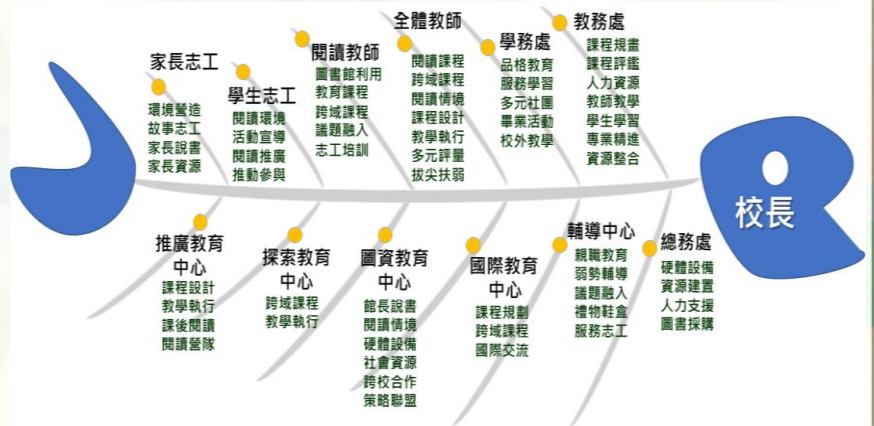 家長志工
環境營造
故事志工
家長說書
家長資源
學生志工
閱讀環境
活動宣導
閱讀推廣
推動參與
閱讀教師
圖書館利用
教育課程
跨域課程
議題融入
志工培訓
全體教師
閱讀課程
跨域課程
閱讀情境
課程設計
教學執行
多元評量
拔尖扶弱
學務處
品格教育
服務學習
多元社團
畢業活動
校外教學
教務處
課程規畫
課程評鑑
人力資源
教師教學
學生學習
專業精進
資源整合
校長
推廣教育
中心
課程設計
教學執行
課後閱讀
閱讀營隊
探索教育
中心
跨域課程
教學執行
圖資教育
中心
館長說書
閱讀情境
硬體設備
社會資源
跨校合作
策略聯盟
國際教育
中心
課程規劃
跨域課程
國際交流
輔導中心
親職教育
弱勢輔導
議題融入
禮物鞋盒
服務志工
總務處
硬體設備
資源建置
人力支援
圖書採購